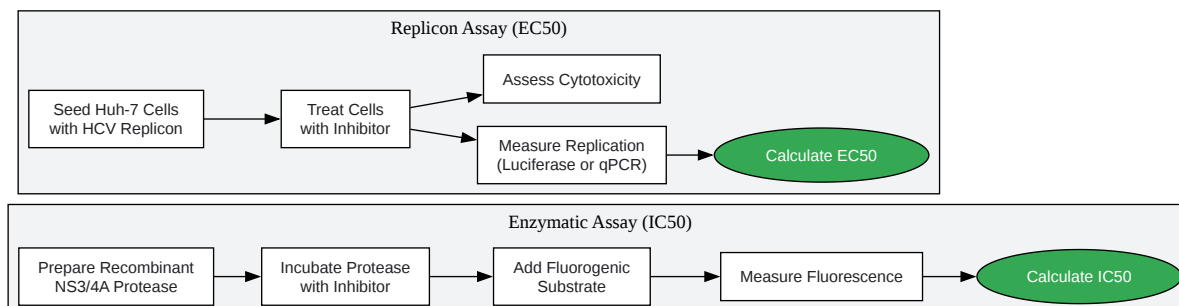 Replicon Assay (EC50)
Seed Huh-7 Cells
with HCV Replicon
Treat Cells
with Inhibitor
Assess Cytotoxicity
Measure Replication
(Luciferase or qPCR)
Calculate EC50
Enzymatic Assay (IC50)
Prepare Recombinant
NS3/4A Protease
Incubate Protease
with Inhibitor
Add Fluorogenic
Substrate
Measure Fluorescence
Calculate IC50